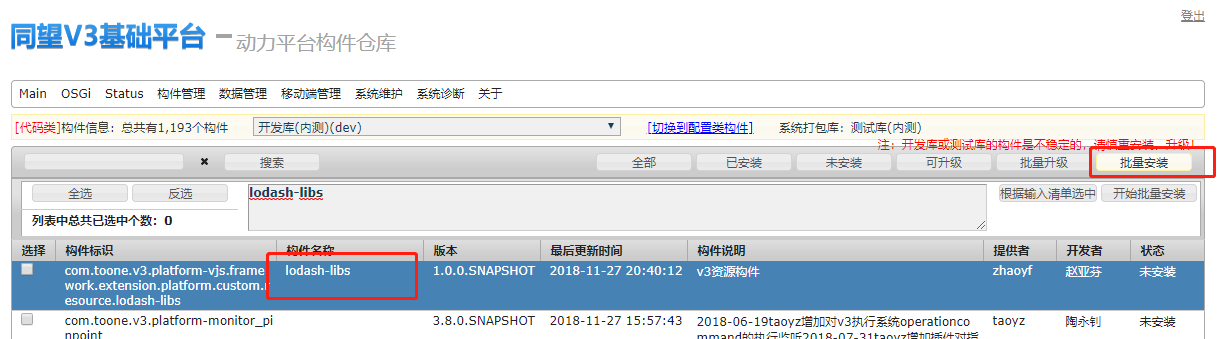 登出
同望V3基础平台 动力平台构件仓库
Main OSGi Status 构件管理 数据管理 移动端管理 系统维护 系统诊断 关于
[代码类]构件信息：总共有1,193个构件 开发库(内测)(dev) [切换到配置类构件] 系统打包库：测试库(内测)
注：开发库或测试库的构件是不稳定的，请慎重安装、升级！
✖ 搜索 全部 已安装 未安装 可升级 批量升级 批量安装
全选 反选 lodash-libs 根据输入清单选中 开始批量安装
列表中总共已选中个数：0
选择 构件标识 构件名称 版本 最后更新时间 构件说明 提供者 开发者 状态
com.toone.v3.platform-vjs.frame lodash-libs 1.0.0.SNAPSHOT 2018-11-27 20:40:12 v3资源构件 zhaoyf 赵亚芬 未安装
work.extension.platform.custom.r
esource.lodash-libs
com.toone.v3.platform-monitor_pi 3.8.0.SNAPSHOT 2018-11-27 15:57:43 2018-06-19taoyz增加对v3执行系统operationco taoyz 陶永钊 未安装
nnoint mmand的执行监听2018-07-31taoyz增加插件对指